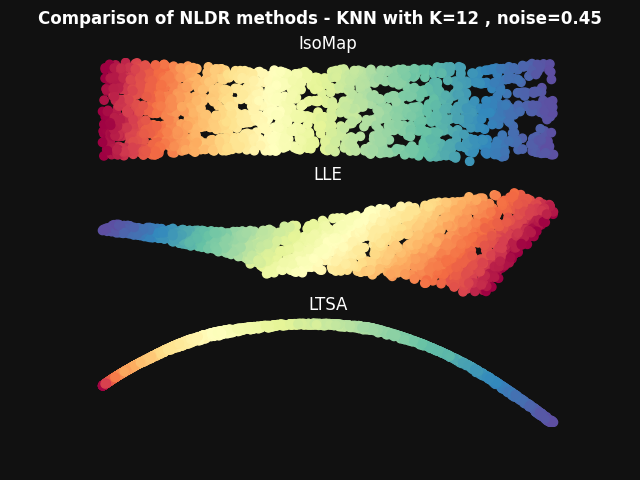 Comparison of NLDR methods - KNN with K=12 , noise=0.45
IsoMap
LLE
LTSA